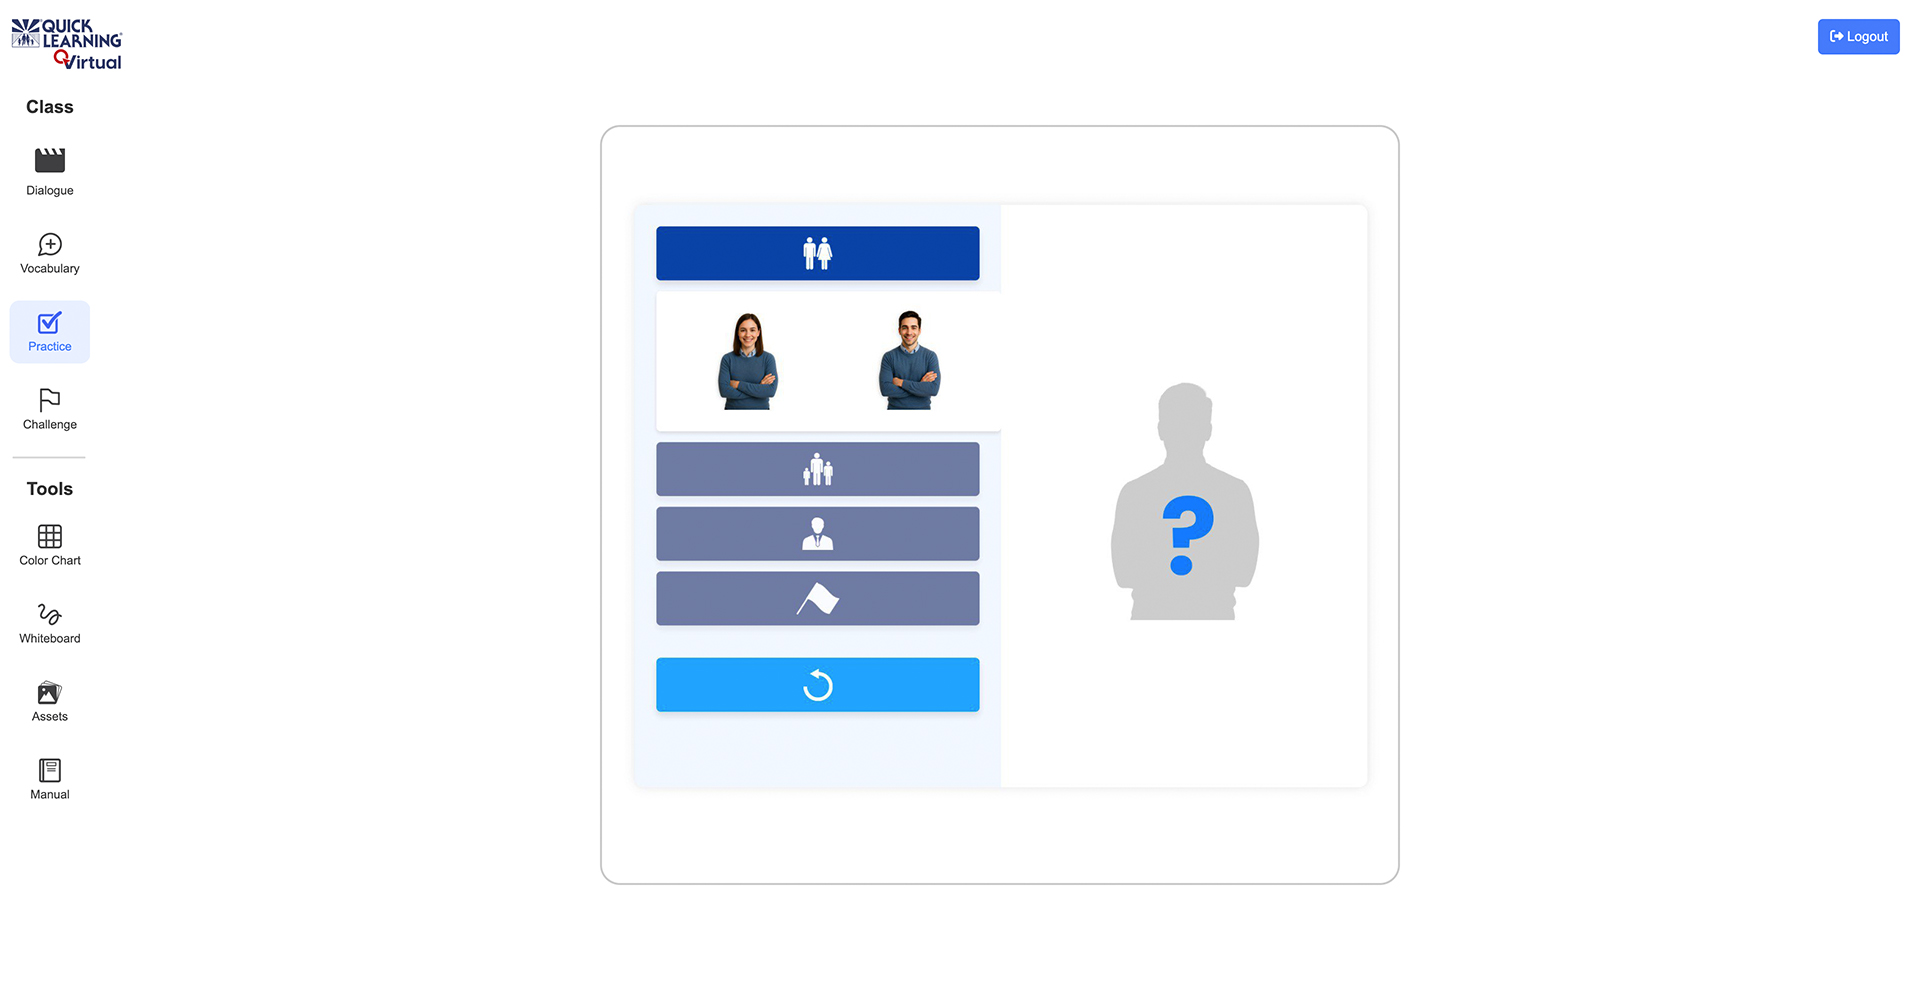 QUICK
LEARNING
Virtual
Logout
Class
Dialogue
Vocabulary
Practice
Challenge
Tools
Color Chart
Whiteboard
Assets
Manual
?